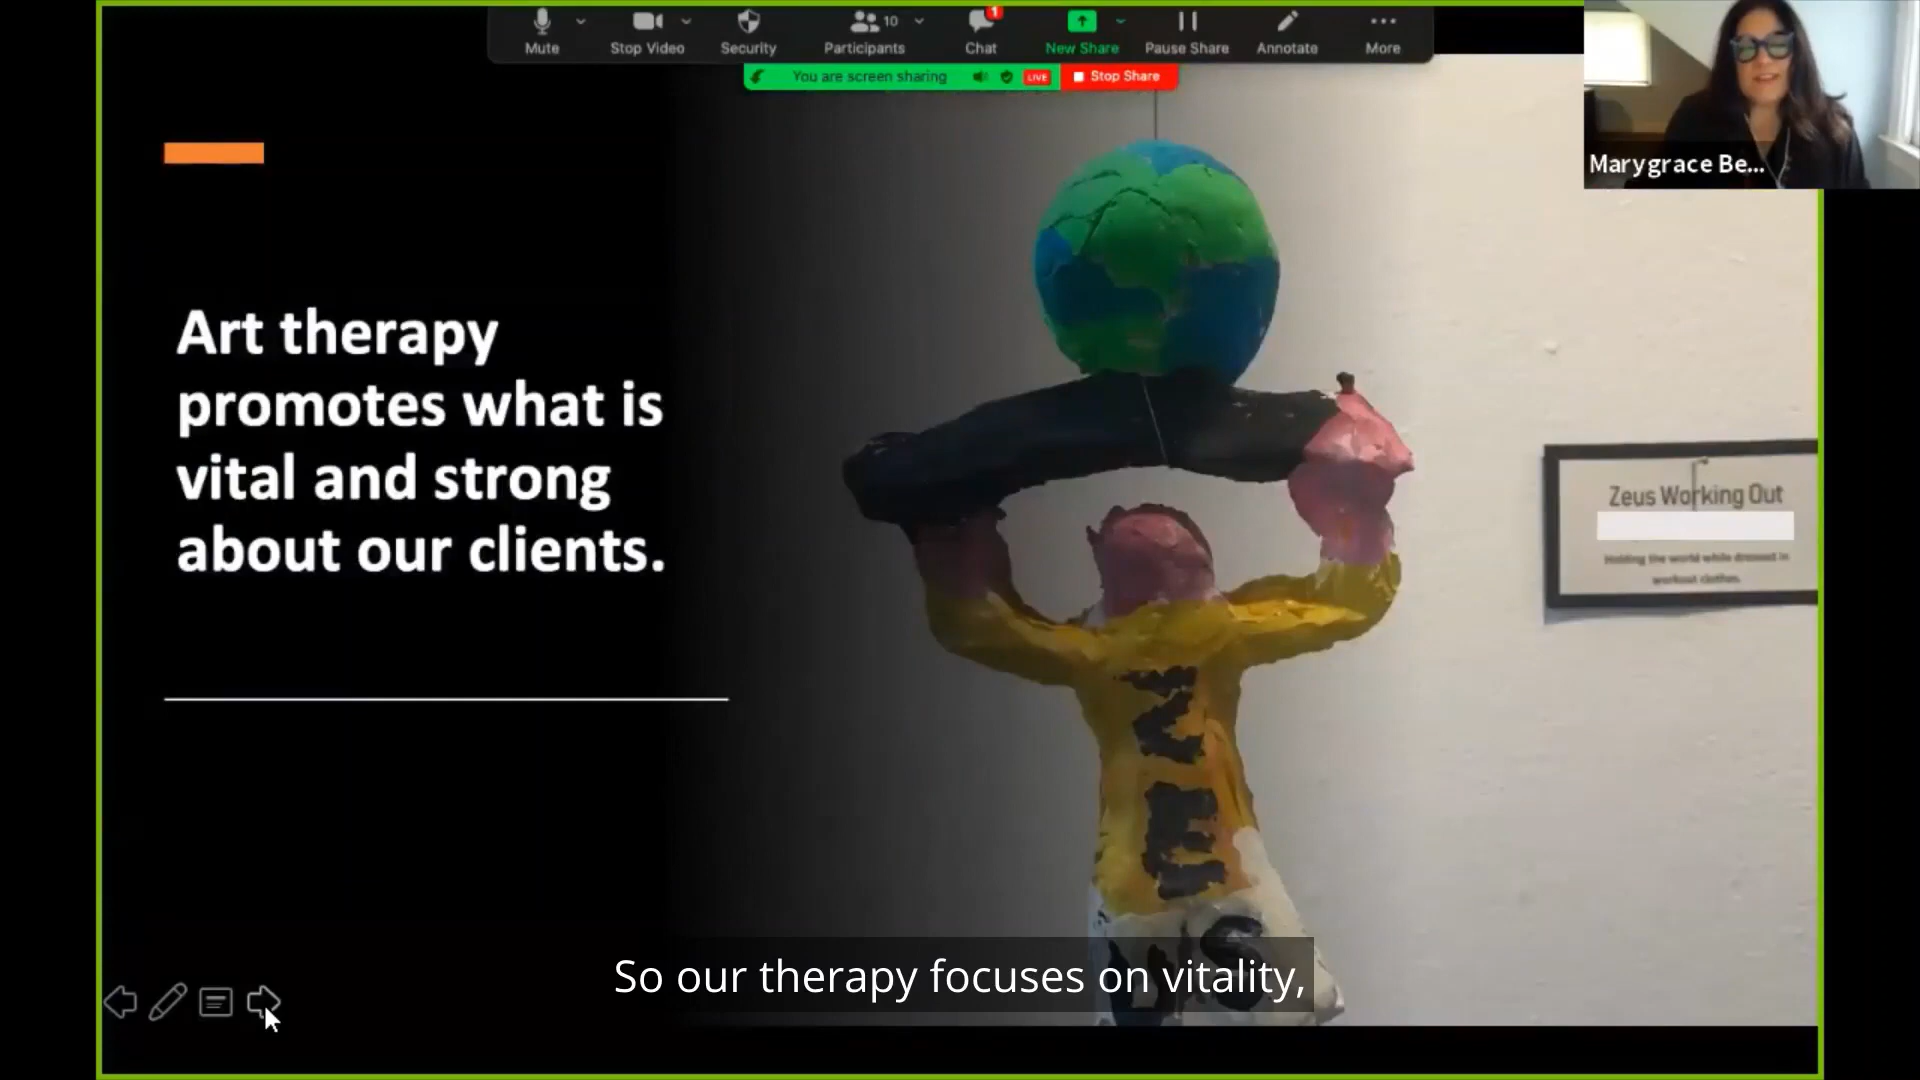 Mute
Stop Video
Security
10
Participants
1
Chat
New Share
Pause Share
Annotate
More
You are screen sharing
LIVE
Stop Share
Marygrace Be...
Art therapy
promotes what is
vital and strong
about our clients.
Zeus Working Out
Holding the world while dressed in
workout clothes.
Z
E
U
S
So our therapy focuses on vitality,